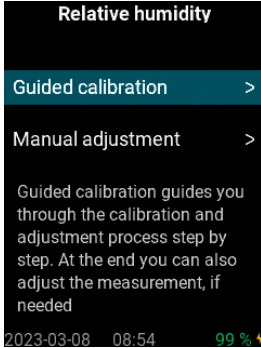 Relative humidity
Guided calibration >
Manual adjustment >
Guided calibration guides you
through the calibration and
adjustment process step by
step. At the end you can also
adjust the measurement, if
needed
2023-03-08 08:54 99 %